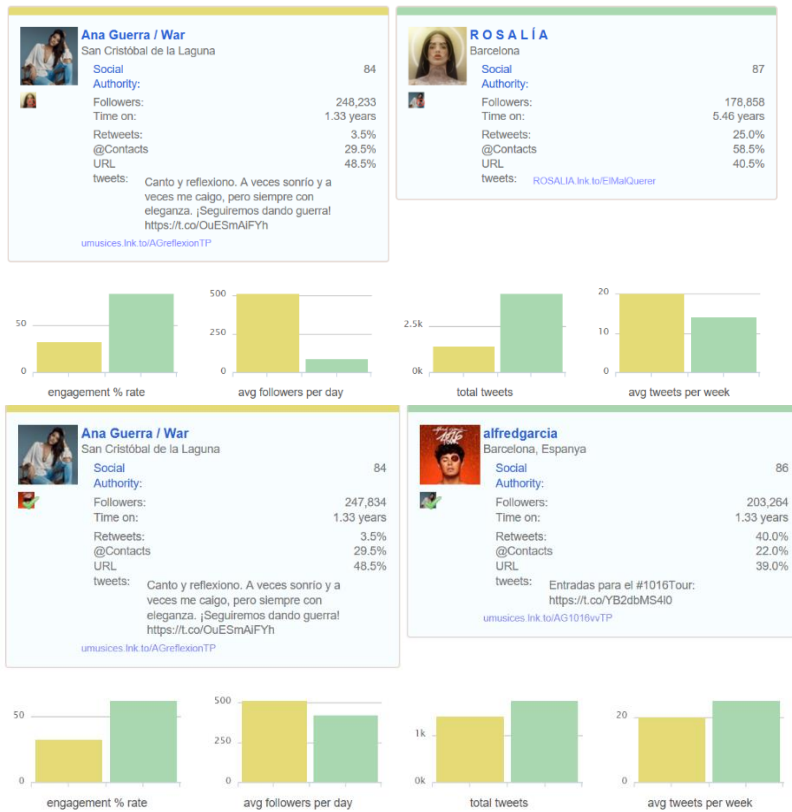 Ana Guerra / War
San Cristóbal de la Laguna
Social Authority: 84
Followers: 248,233
Time on: 1.33 years
Retweets: 3.5%
@Contacts 29.5%
URL tweets: 48.5%
Canto y reflexiono. A veces sonrío y a
veces me caigo, pero siempre con
eleganza. ¡Seguiremos dando guerra!
https://t.co/OuESmAiFYh
umusices.lnk.to/AGreflexionTP
R O S A L Í A
Barcelona
Social Authority: 87
Followers: 178,858
Time on: 5.46 years
Retweets: 25.0%
@Contacts 58.5%
URL tweets: 40.5%
ROSALIA.lnk.to/ElMalQuerer
50
0
engagement % rate
500
250
0
avg followers per day
2.5k
0k
total tweets
20
10
0
avg tweets per week
Ana Guerra / War
San Cristóbal de la Laguna
Social Authority: 84
Followers: 247,834
Time on: 1.33 years
Retweets: 3.5%
@Contacts 29.5%
URL tweets: 48.5%
Canto y reflexiono. A veces sonrío y a
veces me caigo, pero siempre con
eleganza. ¡Seguiremos dando guerra!
https://t.co/OuESmAiFYh
umusices.lnk.to/AGreflexionTP
1016
alfredgarcia
Barcelona, Espanya
Social Authority: 86
Followers: 203,264
Time on: 1.33 years
Retweets: 40.0%
@Contacts 22.0%
URL tweets: 39.0%
Entradas para el #1016Tour:
https://t.co/YB2dbMS4l0
umusices.lnk.to/AG1016vvTP
50
0
engagement % rate
500
250
0
avg followers per day
1k
0k
total tweets
20
0
avg tweets per week